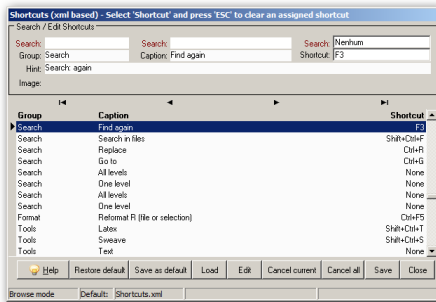 Shortcuts (xml based) - Select 'Shortcut' and press 'ESC' to clear an assigned shortcut
Search / Edit Shortcuts
Search: Search: Search: Nenhum
Group: Search Caption: Find again Shortcut: F3
Hint: Search: again
Image:
Group Caption Shortcut
Search Find again F3
Search Search in files Shift+Ctrl+F
Search Replace Ctrl+R
Search Go to Ctrl+G
Search All levels None
Search One level None
Search All levels None
Search One level None
Format Reformat R (file or selection) Ctrl+F5
Tools Latex Shift+Ctrl+T
Tools Sweave Shift+Ctrl+S
Tools Text None
Help Restore default Save as default Load Edit Cancel current Cancel all Save Close
Browse mode Default: Shortcuts.xml